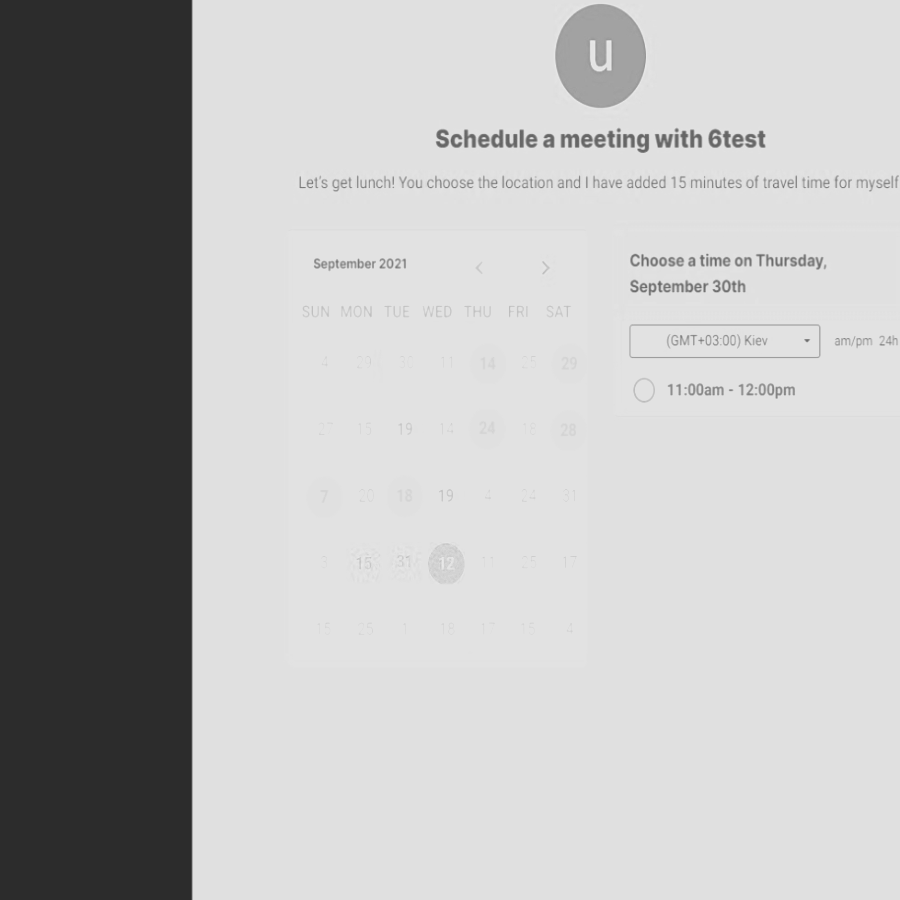 u
Schedule a meeting with 6test
Let's get lunch! You choose the location and I have added 15 minutes of travel time for myself
September 2021
SUN MON TUE WED THU FRI SAT
4 29 30 11 14 25 29
27 15 19 14 24 18 28
7 20 18 19 4 24 31
3 15 31 12 11 25 17
15 25 1 18 17 15 4
Choose a time on Thursday,
September 30th
(GMT+03:00) Kiev am/pm 24h
11:00am - 12:00pm